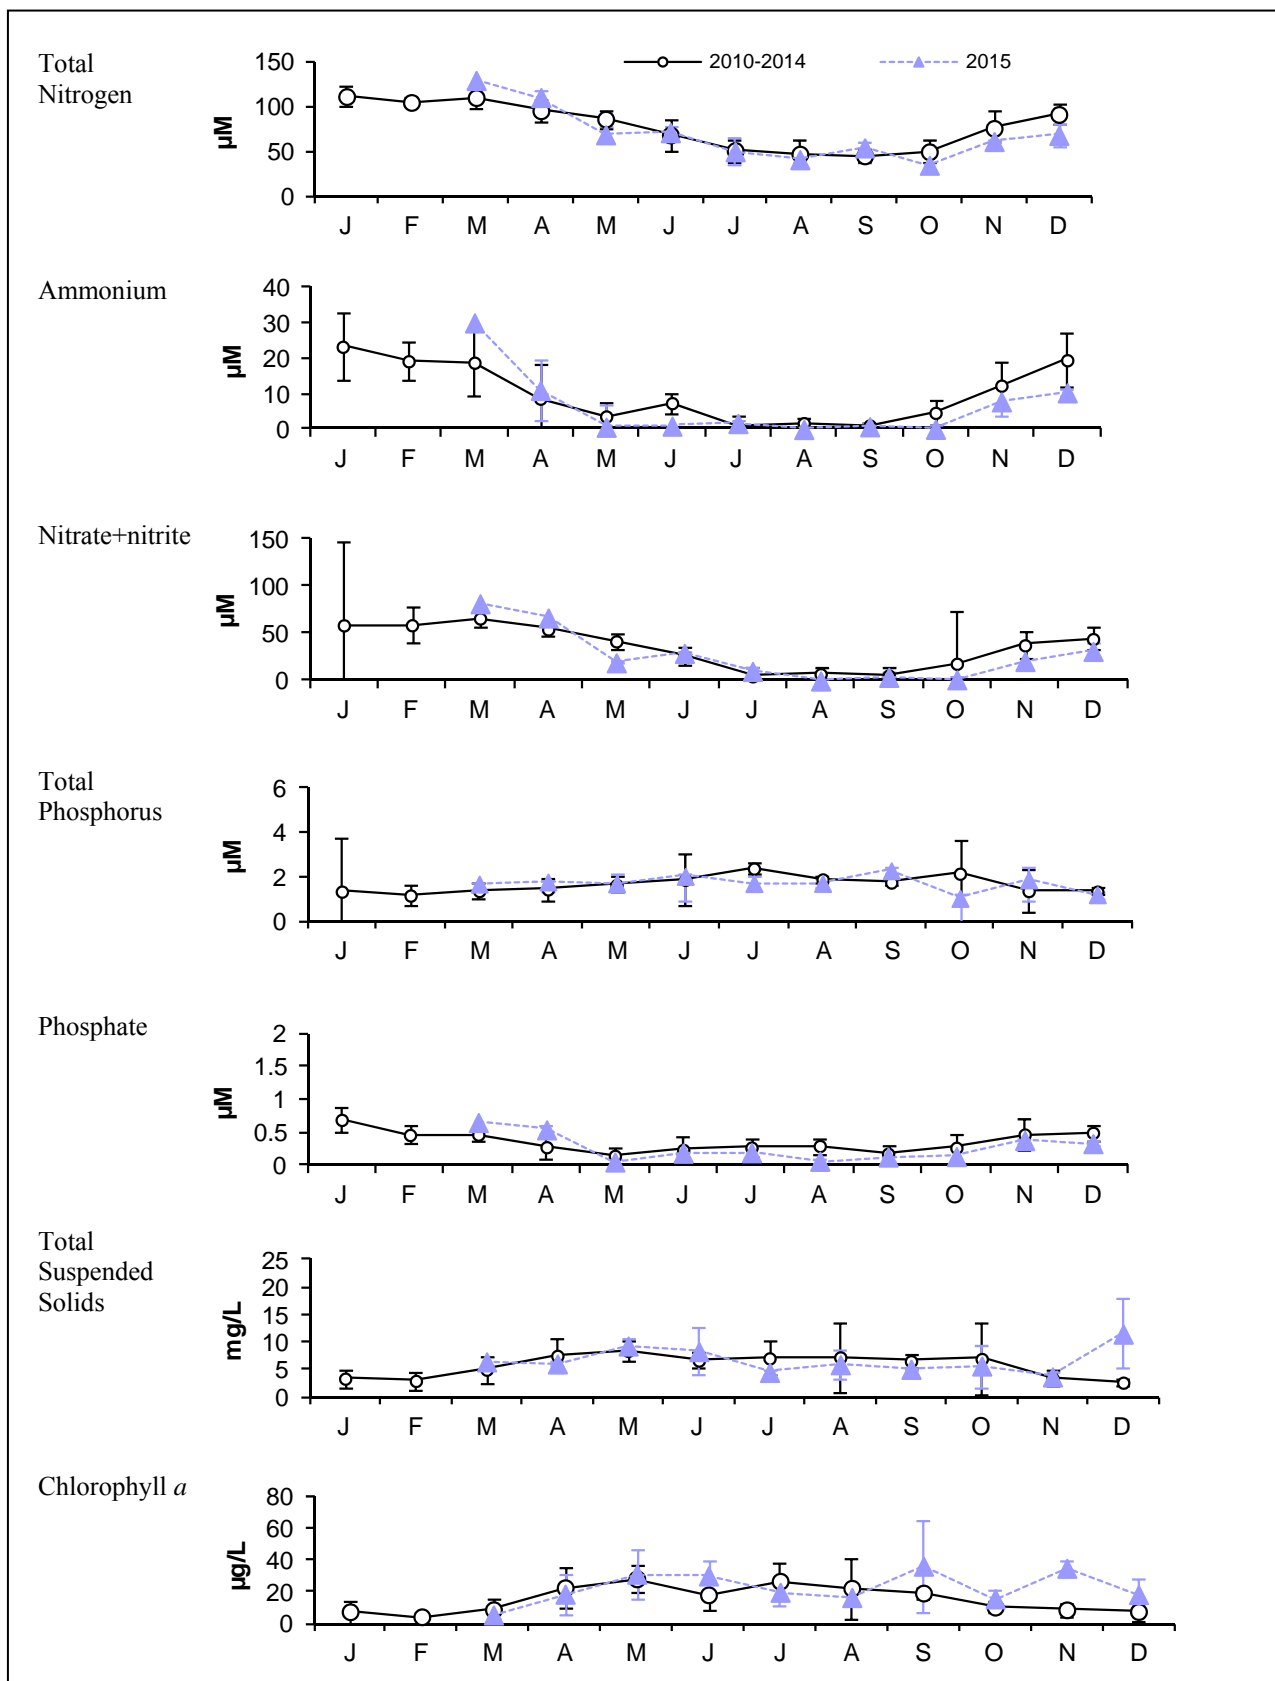 Total
Nitrogen
2010-2014
2015
µM
150
100
50
0
J F M A M J J A S O N D
Ammonium
µM
40
30
20
10
0
J F M A M J J A S O N D
Nitrate+nitrite
µM
150
100
50
0
J F M A M J J A S O N D
Total
Phosphorus
µM
6
4
2
0
J F M A M J J A S O N D
Phosphate
µM
2
1.5
1
0.5
0
J F M A M J J A S O N D
Total
Suspended
Solids
mg/L
25
20
15
10
5
0
J F M A M J J A S O N D
Chlorophyll a
µg/L
80
60
40
20
0
J F M A M J J A S O N D